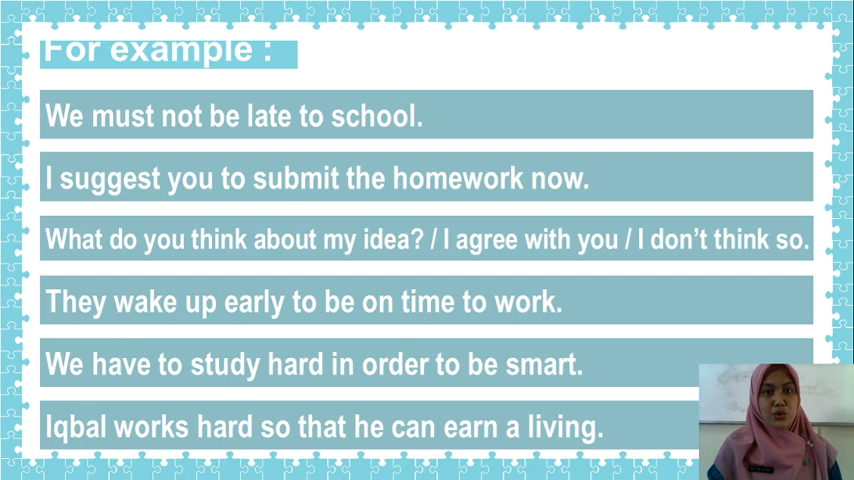 For example :
We must not be late to school.
I suggest you to submit the homework now.
What do you think about my idea? / I agree with you / I don't think so.
They wake up early to be on time to work.
We have to study hard in order to be smart.
Iqbal works hard so that he can earn a living.